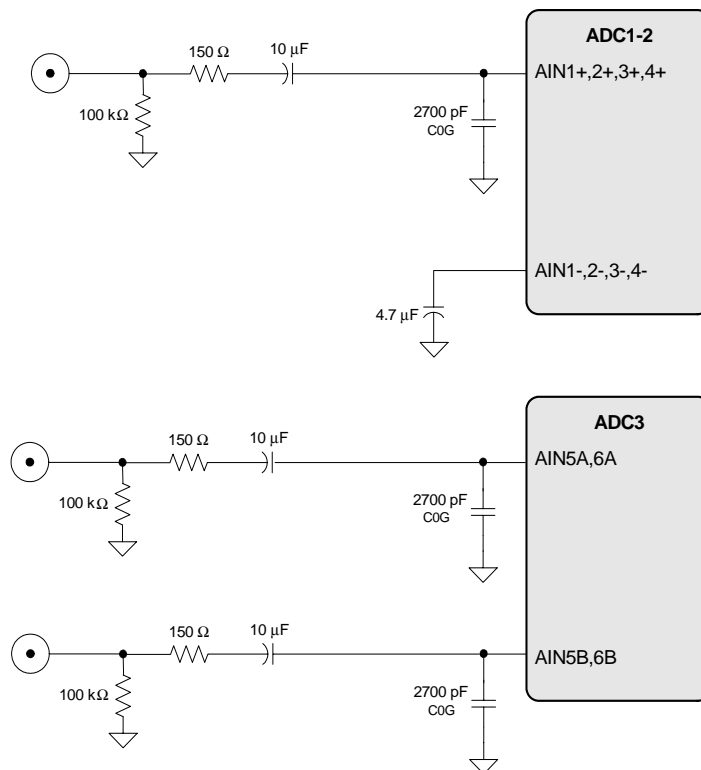 ADC1-2
150 Ω
10 μF
AIN1+,2+,3+,4+
100 kΩ
2700 pF
C0G
AIN1-,2-,3-,4-
4.7 μF
ADC3
150 Ω
10 μF
AIN5A,6A
100 kΩ
2700 pF
C0G
150 Ω
10 μF
AIN5B,6B
100 kΩ
2700 pF
C0G